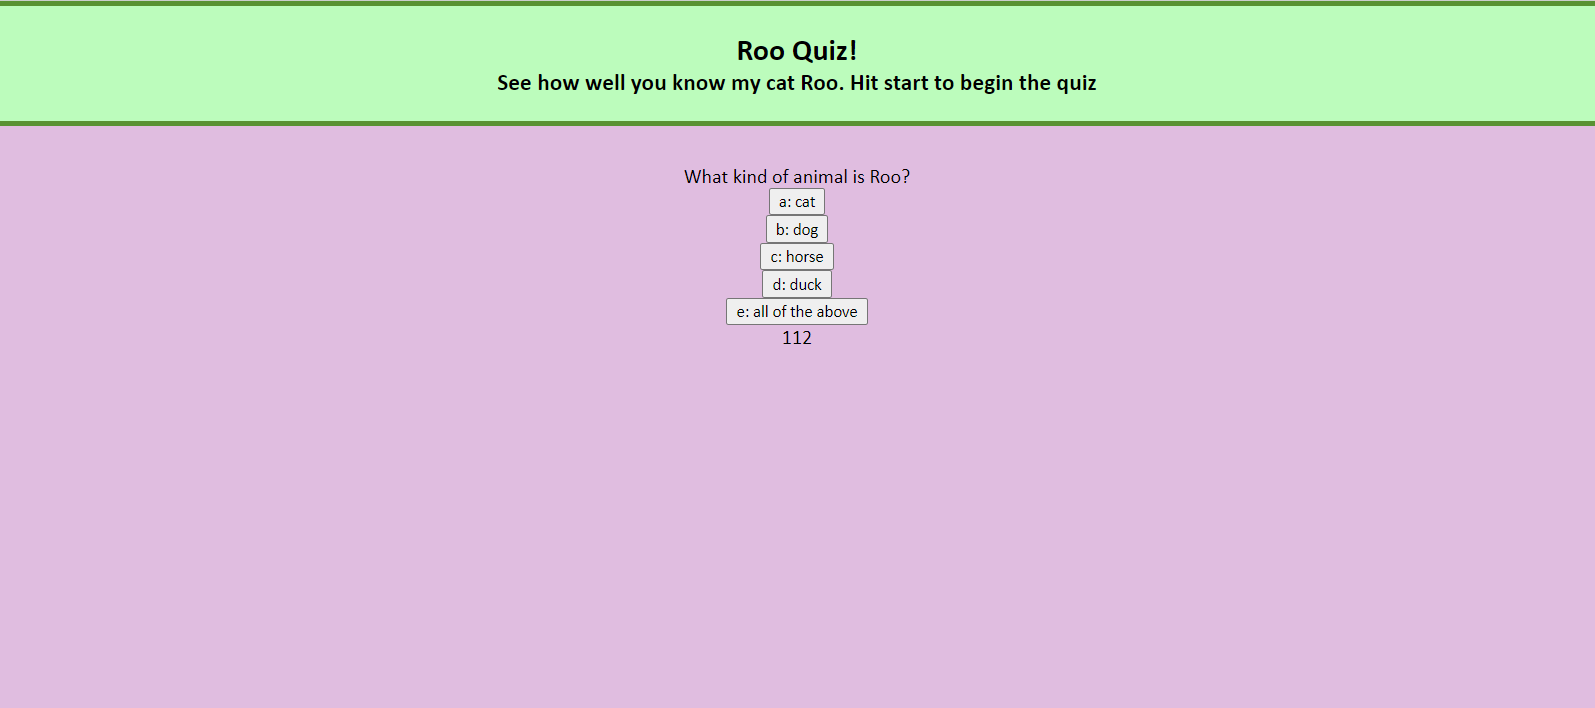 Roo Quiz!
See how well you know my cat Roo. Hit start to begin the quiz
What kind of animal is Roo?
a: cat
b: dog
c: horse
d: duck
e: all of the above
112